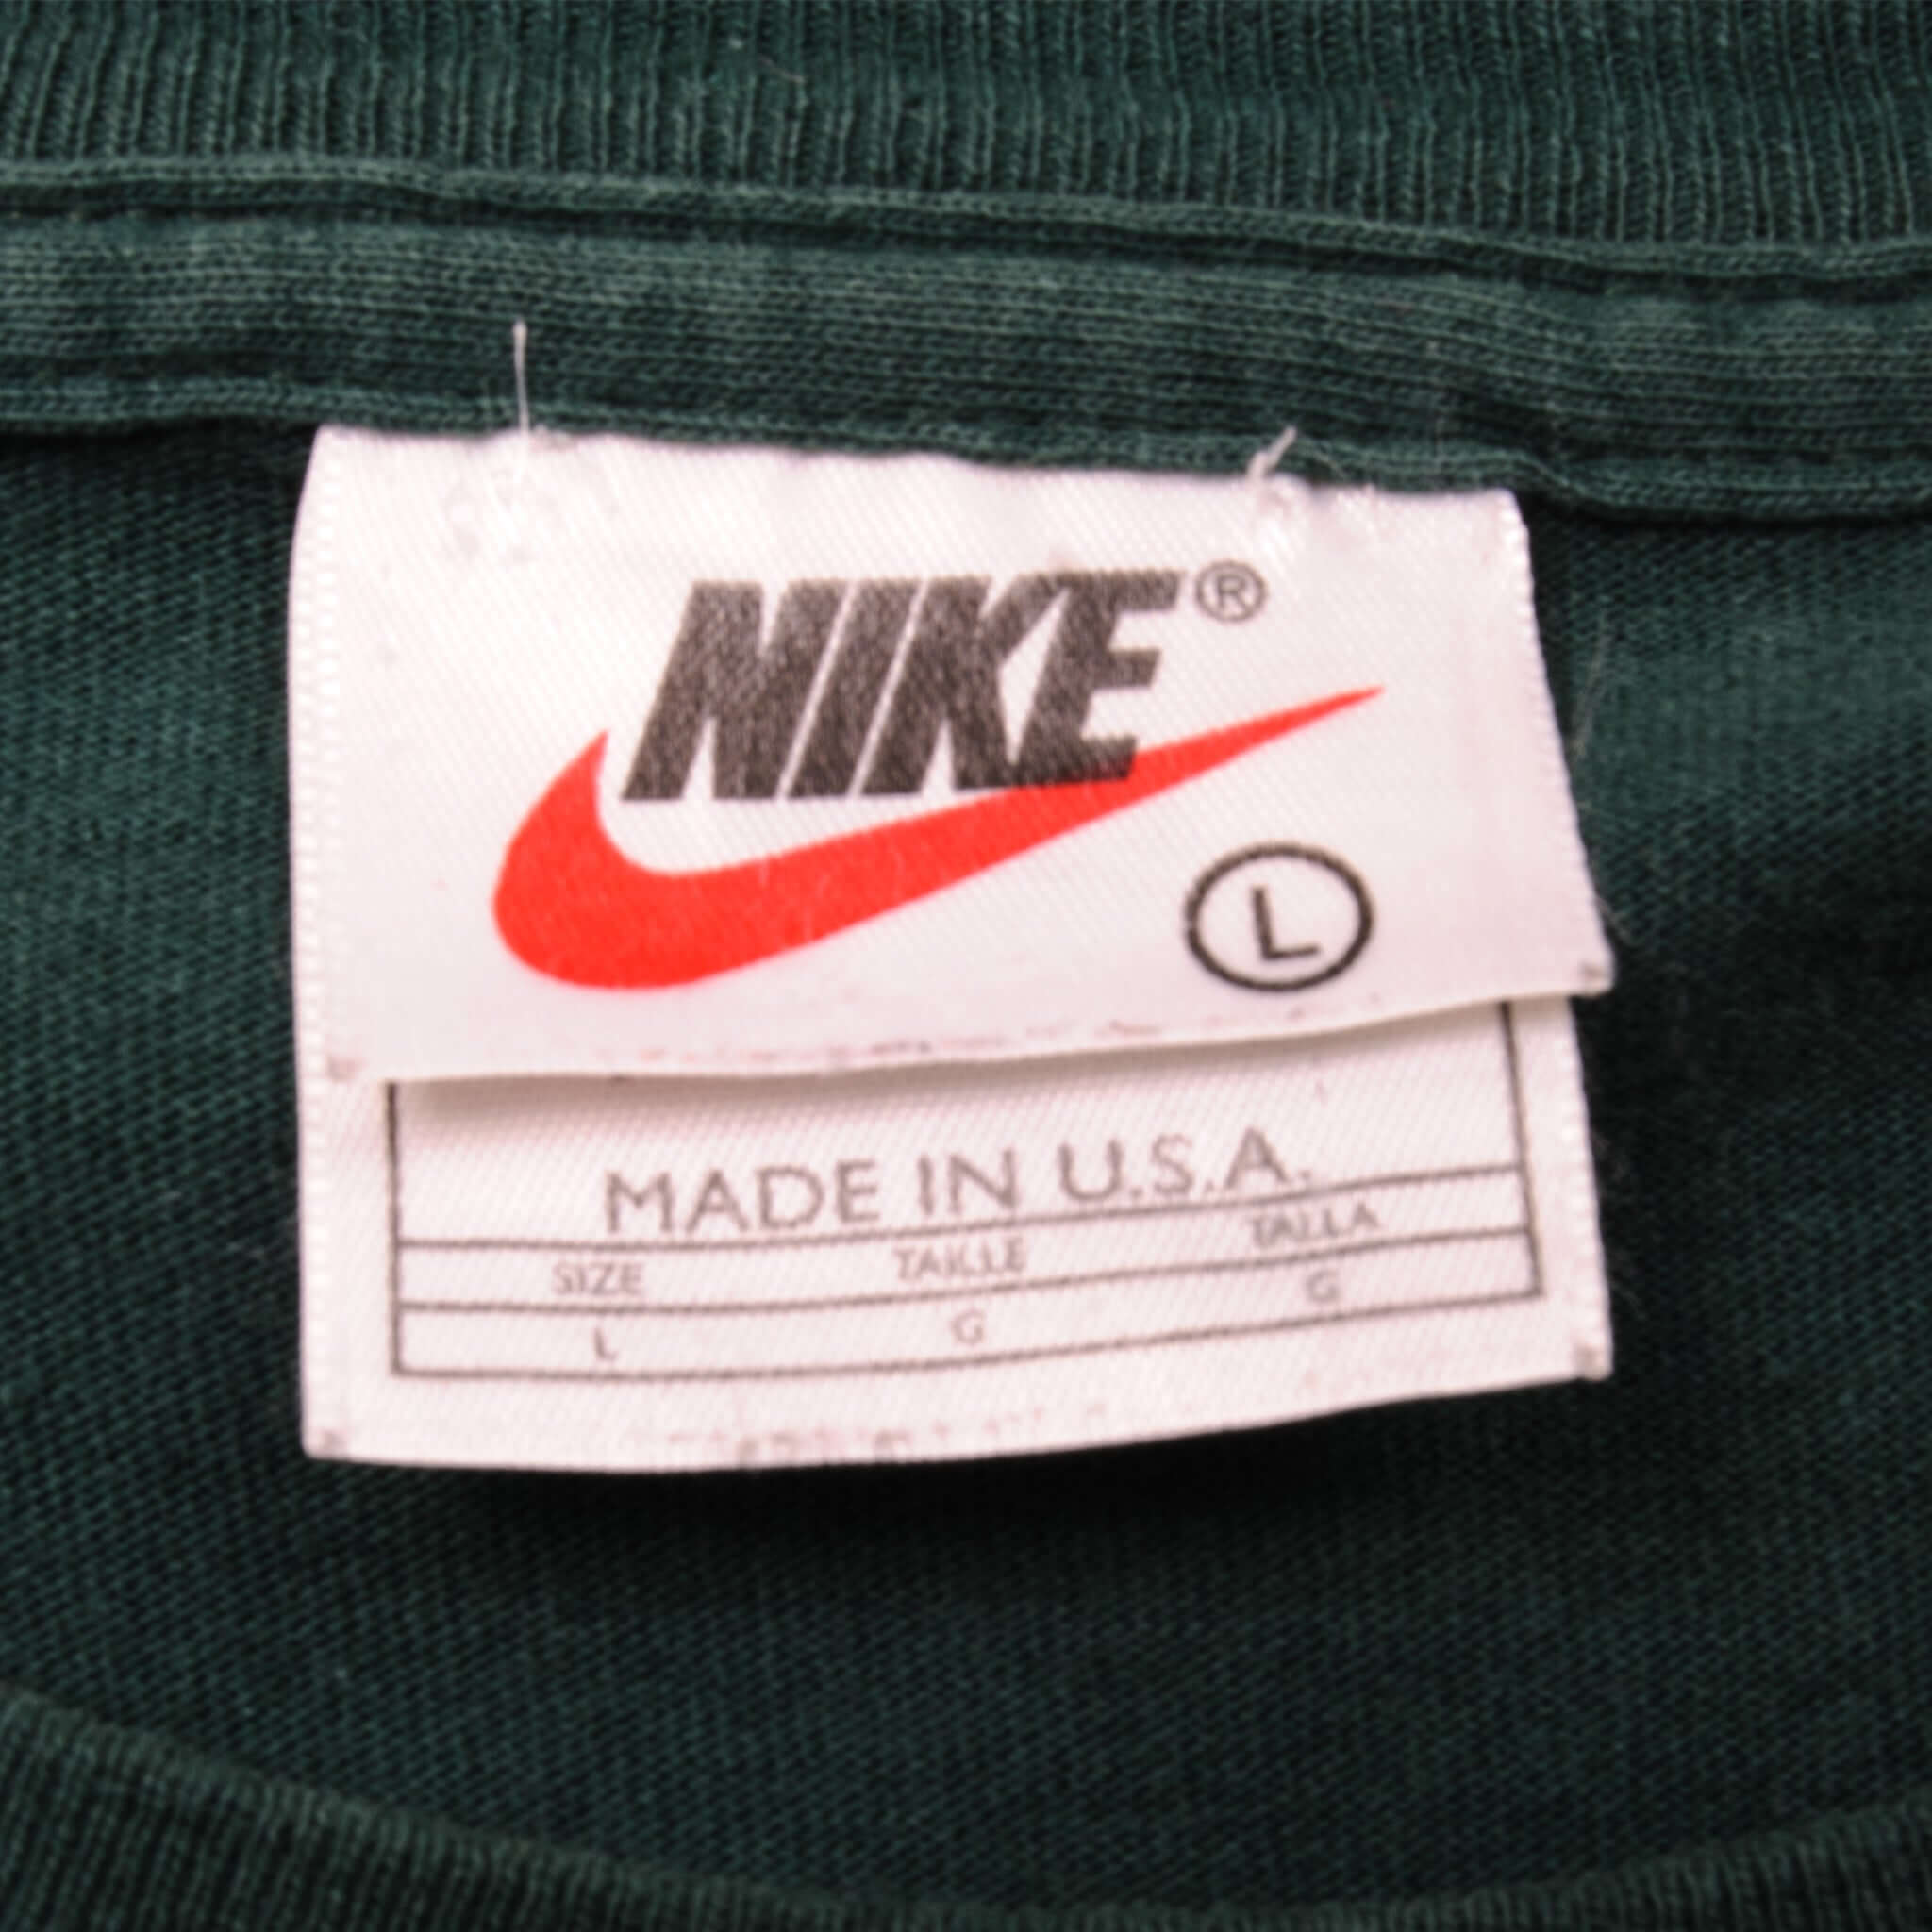 NIKE®
L
MADE IN U.S.A.
SIZE TAILLE TALLA
L G G